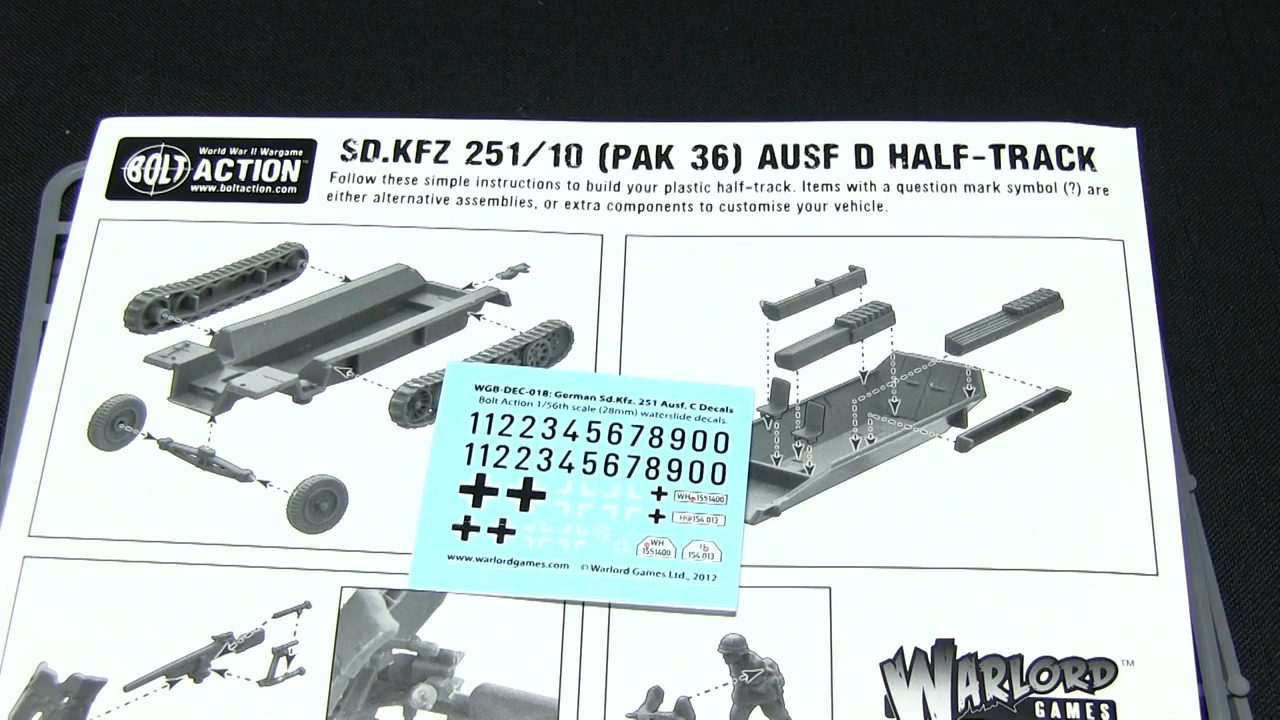 World War II Wargame
BOLT ACTION™
www.boltaction.com
SD.KFZ 251/10 (PAK 36) AUSF D HALF-TRACK
Follow these simple instructions to build your plastic half-track. Items with a question mark symbol (?) are
either alternative assemblies, or extra components to customise your vehicle.
WGB-DEC-018: German Sd.Kfz. 251 Ausf. C Decals
Bolt Action 1/56th scale (28mm) waterslide decals.
1122345678900
1122345678900
WH 1551400
154 013
WH
1551400
154 013
www.warlordgames.com © Warlord Games Ltd., 2012
WARLORD™
GAMES